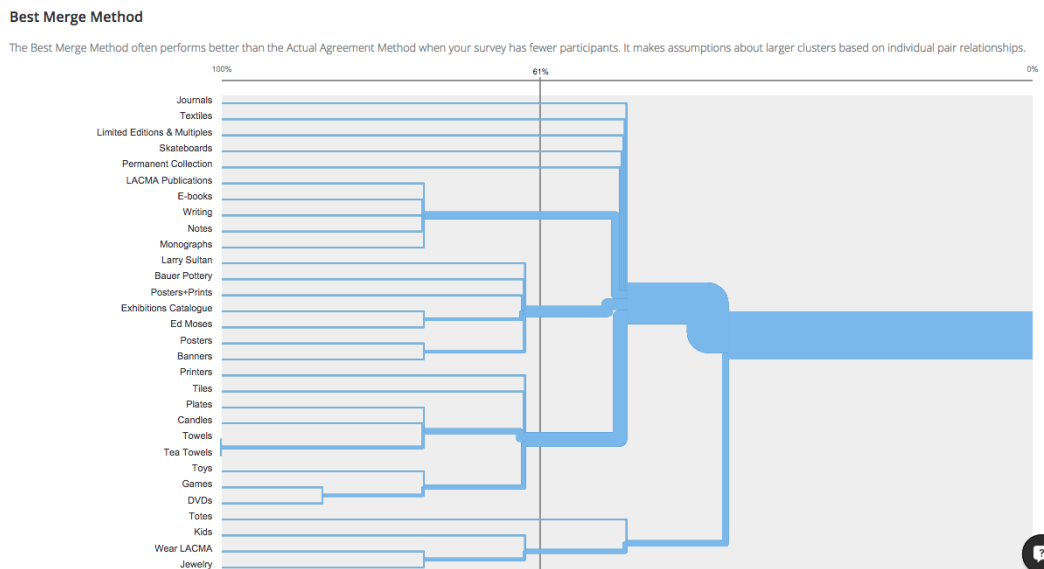 Best Merge Method
The Best Merge Method often performs better than the Actual Agreement Method when your survey has fewer participants. It makes assumptions about larger clusters based on individual pair relationships.
100% 61% 0%
Journals
Textiles
Limited Editions & Multiples
Skateboards
Permanent Collection
LACMA Publications
E-books
Writing
Notes
Monographs
Larry Sultan
Bauer Pottery
Posters+Prints
Exhibitions Catalogue
Ed Moses
Posters
Banners
Printers
Tiles
Plates
Candles
Towels
Tea Towels
Toys
Games
DVDs
Totes
Kids
Wear LACMA
Jewelry
?